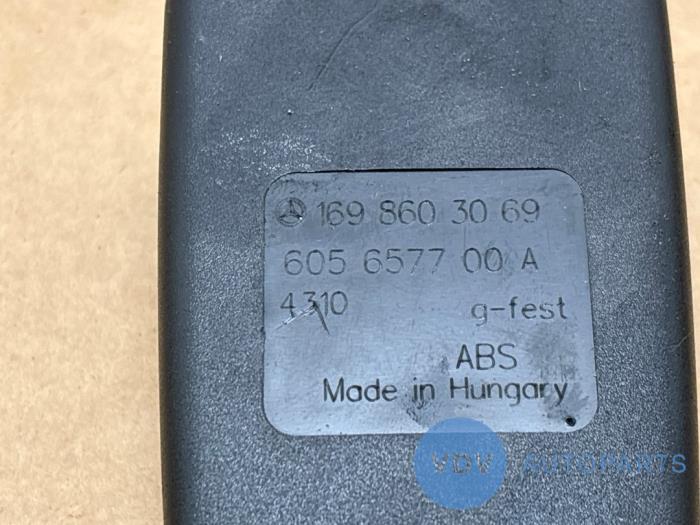 169 860 30 69
605 6577 00 A
4310 g-fest
ABS
Made in Hungary
VDV AUTOPARTS